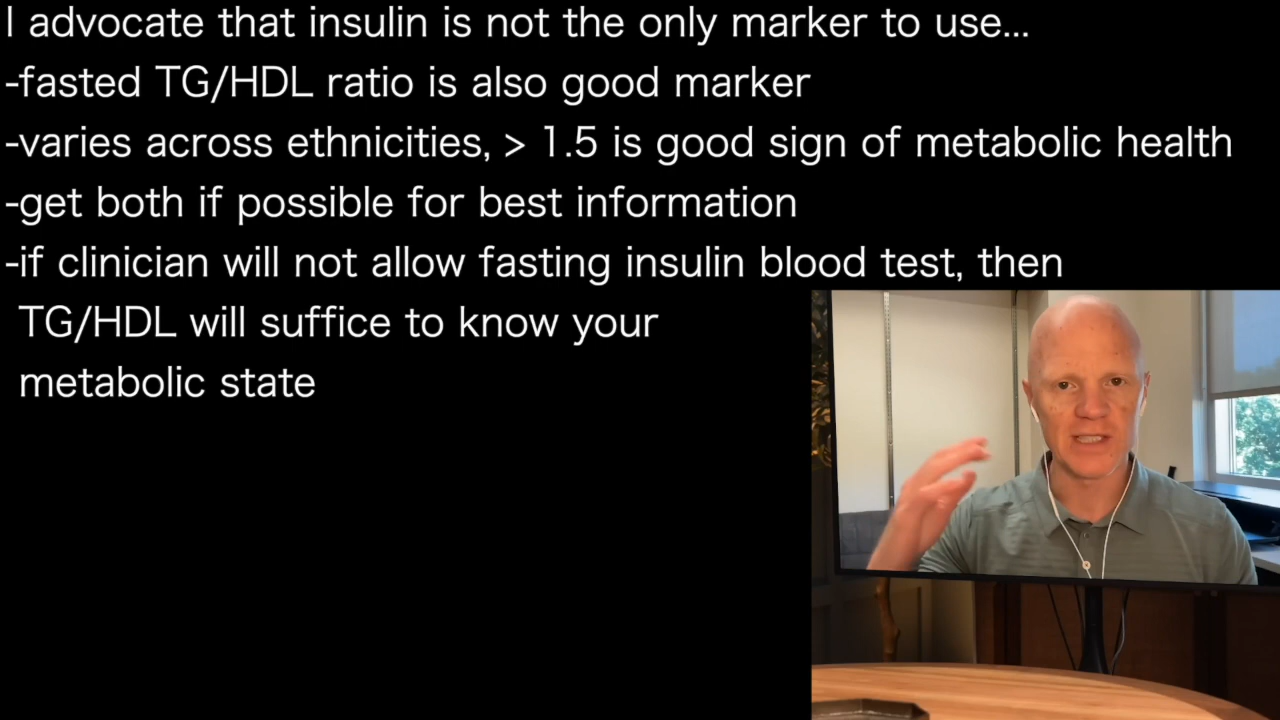 I advocate that insulin is not the only marker to use...
-fasted TG/HDL ratio is also good marker
-varies across ethnicities, > 1.5 is good sign of metabolic health
-get both if possible for best information
-if clinician will not allow fasting insulin blood test, then
TG/HDL will suffice to know your
metabolic state